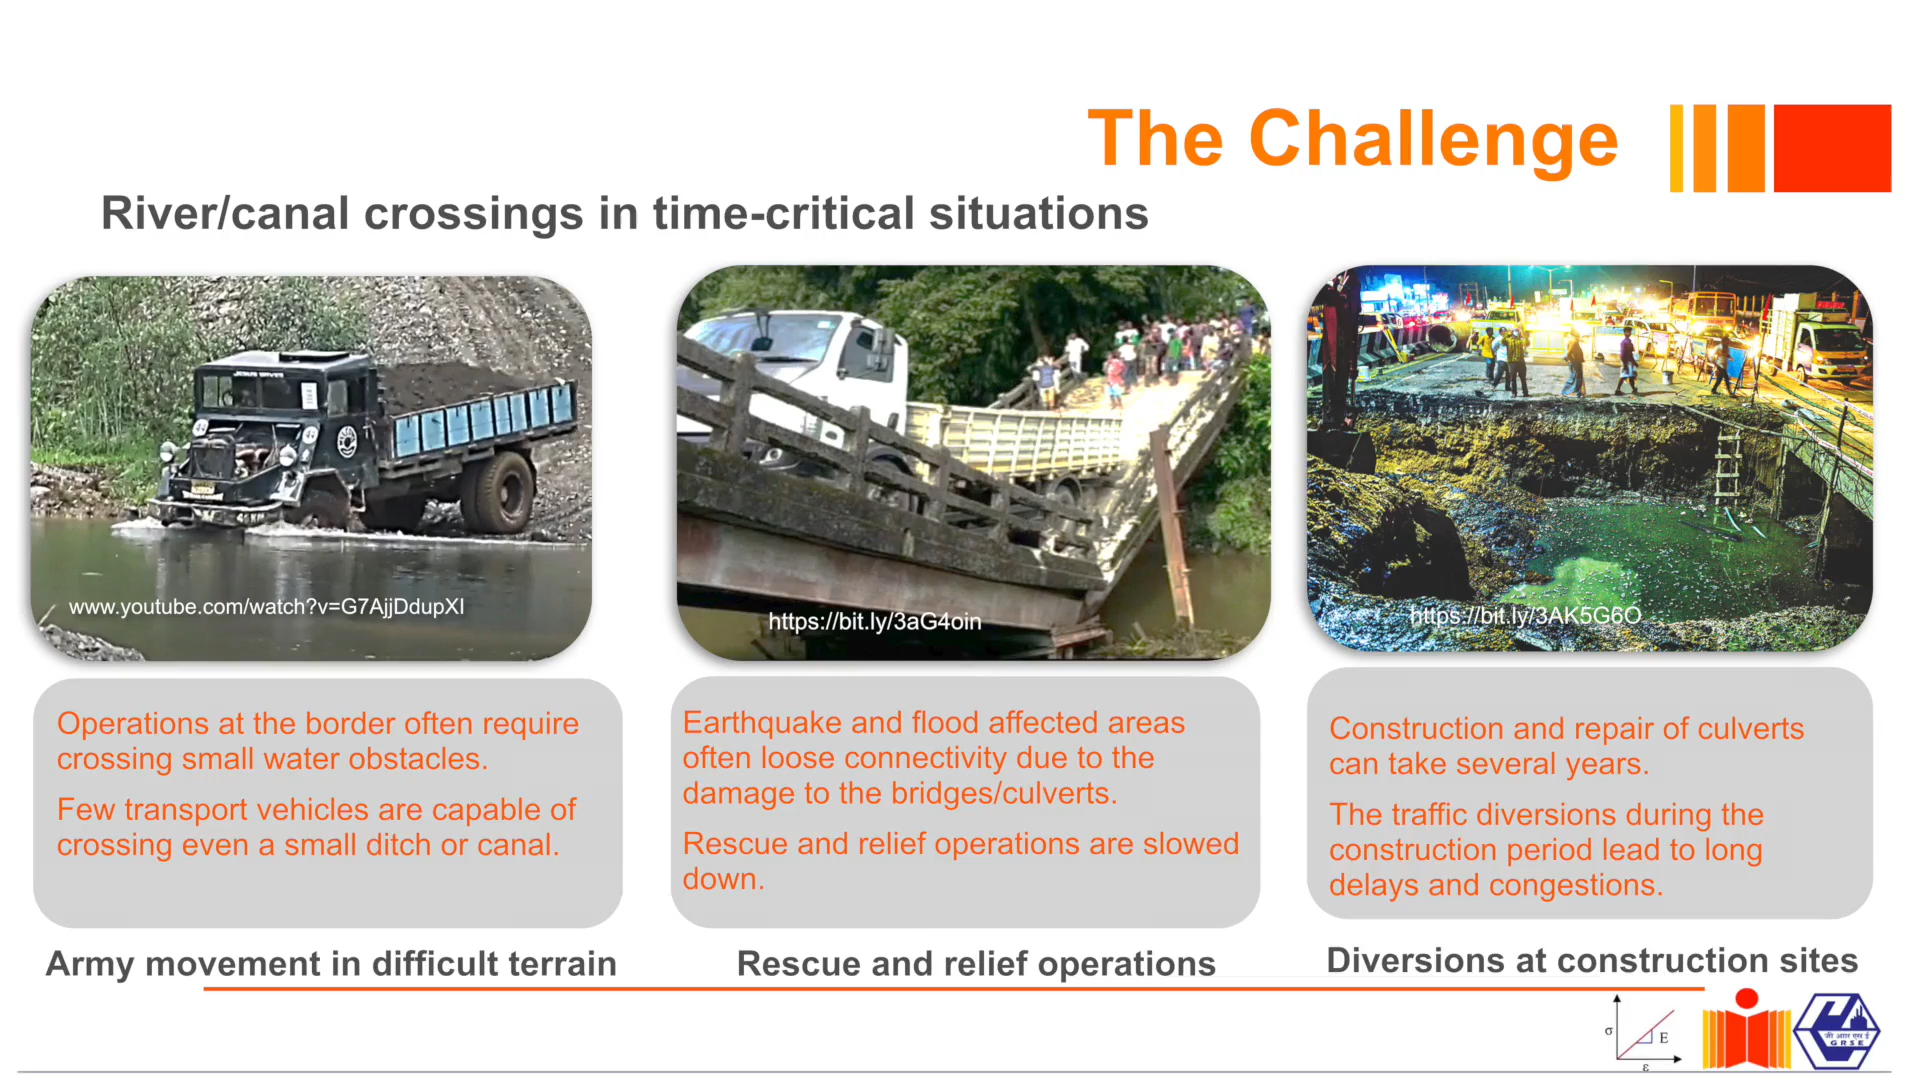 The Challenge
River/canal crossings in time-critical situations
www.youtube.com/watch?v=G7AjjDdupXI
https://bit.ly/3aG4oin
https://bit.ly/3AK5G6O
Operations at the border often require
crossing small water obstacles.
Few transport vehicles are capable of
crossing even a small ditch or canal.
Earthquake and flood affected areas
often loose connectivity due to the
damage to the bridges/culverts.
Rescue and relief operations are slowed
down.
Construction and repair of culverts
can take several years.
The traffic diversions during the
construction period lead to long
delays and congestions.
Army movement in difficult terrain
Rescue and relief operations
Diversions at construction sites
σ
E
ε
GRSE